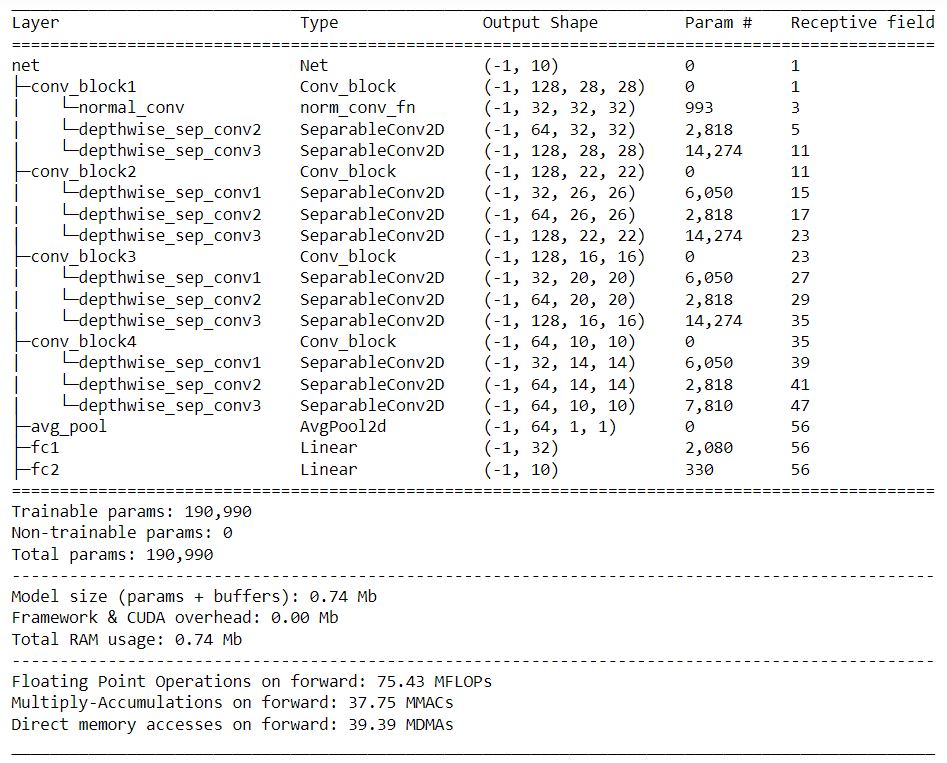 Layer Type Output Shape Param # Receptive field
================================================================================================
net Net (-1, 10) 0 1
├─conv_block1 Conv_block (-1, 128, 28, 28) 0 1
|    └─normal_conv norm_conv_fn (-1, 32, 32, 32) 993 3
|    └─depthwise_sep_conv2 SeparableConv2D (-1, 64, 32, 32) 2,818 5
|    └─depthwise_sep_conv3 SeparableConv2D (-1, 128, 28, 28) 14,274 11
├─conv_block2 Conv_block (-1, 128, 22, 22) 0 11
|    └─depthwise_sep_conv1 SeparableConv2D (-1, 32, 26, 26) 6,050 15
|    └─depthwise_sep_conv2 SeparableConv2D (-1, 64, 26, 26) 2,818 17
|    └─depthwise_sep_conv3 SeparableConv2D (-1, 128, 22, 22) 14,274 23
├─conv_block3 Conv_block (-1, 128, 16, 16) 0 23
|    └─depthwise_sep_conv1 SeparableConv2D (-1, 32, 20, 20) 6,050 27
|    └─depthwise_sep_conv2 SeparableConv2D (-1, 64, 20, 20) 2,818 29
|    └─depthwise_sep_conv3 SeparableConv2D (-1, 128, 16, 16) 14,274 35
├─conv_block4 Conv_block (-1, 64, 10, 10) 0 35
|    └─depthwise_sep_conv1 SeparableConv2D (-1, 32, 14, 14) 6,050 39
|    └─depthwise_sep_conv2 SeparableConv2D (-1, 64, 14, 14) 2,818 41
|    └─depthwise_sep_conv3 SeparableConv2D (-1, 64, 10, 10) 7,810 47
├─avg_pool AvgPool2d (-1, 64, 1, 1) 0 56
├─fc1 Linear (-1, 32) 2,080 56
├─fc2 Linear (-1, 10) 330 56
================================================================================================
Trainable params: 190,990
Non-trainable params: 0
Total params: 190,990
------------------------------------------------------------------------------------------------
Model size (params + buffers): 0.74 Mb
Framework & CUDA overhead: 0.00 Mb
Total RAM usage: 0.74 Mb
------------------------------------------------------------------------------------------------
Floating Point Operations on forward: 75.43 MFLOPs
Multiply-Accumulations on forward: 37.75 MMACs
Direct memory accesses on forward: 39.39 MDMAs